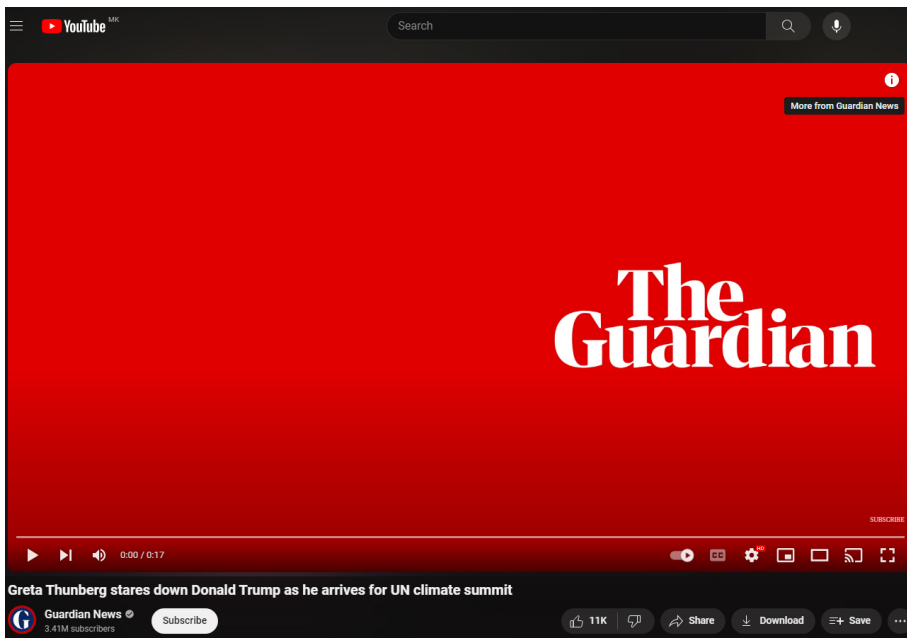 YouTube MK
Search
More from Guardian News
The
Guardian
SUBSCRIBE
0:00 / 0:17
CC
HD
Greta Thunberg stares down Donald Trump as he arrives for UN climate summit
G
Guardian News
3.41M subscribers
Subscribe
11K
Share
Download
Save